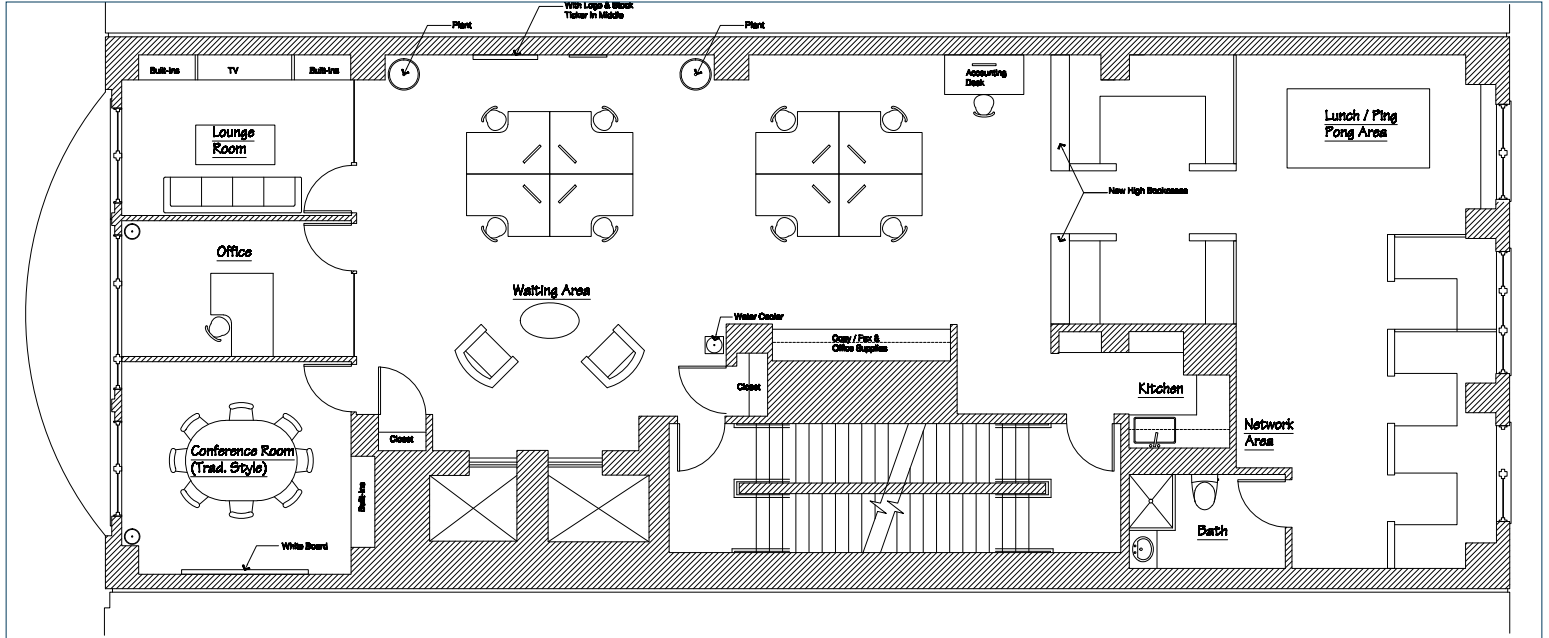 With Logo & Stock
Ticker in Middle
Plant
Plant
Built-ins
TV
Built-ins
Accounting
Desk
Lounge
Room
Lunch / Ping
Pong Area
New High Bookcases
Office
Waiting Area
Water Cooler
Copy / Fax &
Office Supplies
Closet
Kitchen
Closet
Network
Area
Conference Room
(Trad. Style)
Built-ins
Bath
White Board